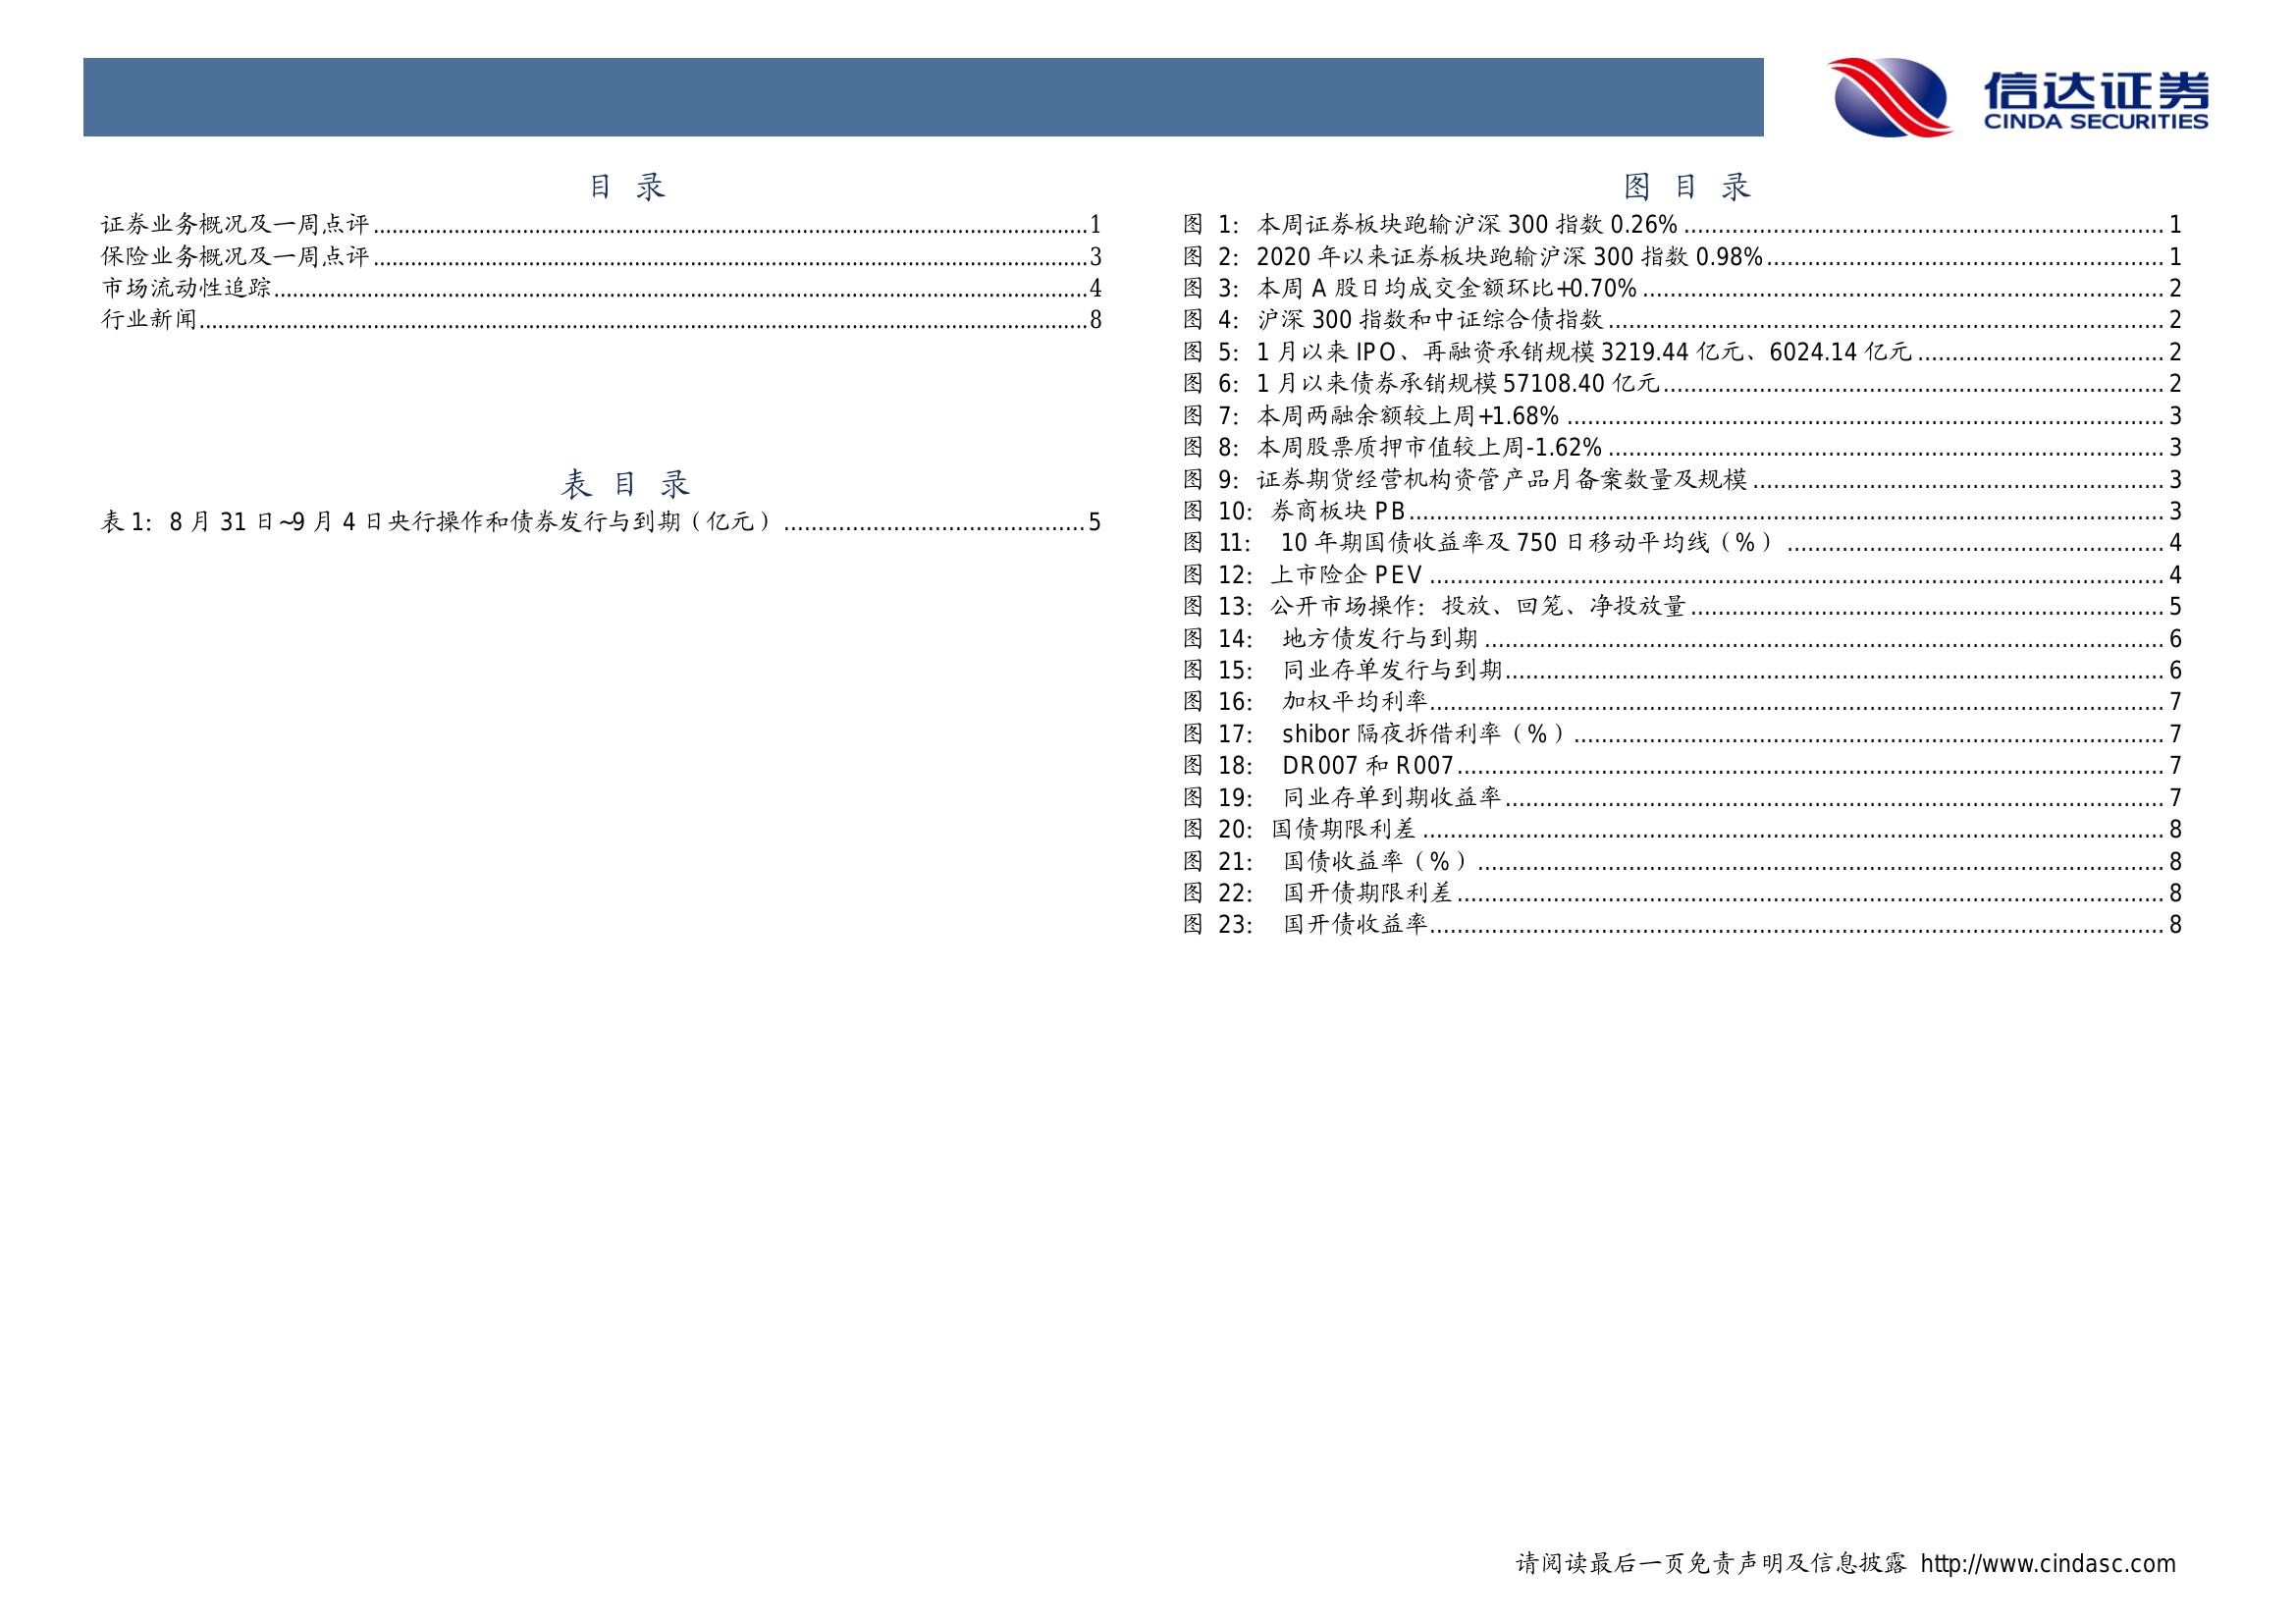 信达证券
CINDA SECURITIES
目 录
证券业务概况及一周点评................1
保险业务概况及一周点评................3
市场流动性追踪................4
行业新闻................8
表 目 录
表 1：8 月 31 日~9 月 4 日央行操作和债券发行与到期（亿元）................5
图 目 录
图 1：本周证券板块跑输沪深 300 指数 0.26%................1
图 2：2020 年以来证券板块跑输沪深 300 指数 0.98%................1
图 3：本周 A 股日均成交金额环比+0.70%................2
图 4：沪深 300 指数和中证综合债指数................2
图 5：1 月以来 IPO、再融资承销规模 3219.44 亿元、6024.14 亿元................2
图 6：1 月以来债券承销规模 57108.40 亿元................2
图 7：本周两融余额较上周+1.68%................3
图 8：本周股票质押市值较上周-1.62%................3
图 9：证券期货经营机构资管产品月备案数量及规模................3
图 10：券商板块 PB................3
图 11： 10 年期国债收益率及 750 日移动平均线（%）................4
图 12：上市险企 PEV................4
图 13：公开市场操作：投放、回笼、净投放量................5
图 14： 地方债发行与到期................6
图 15： 同业存单发行与到期................6
图 16： 加权平均利率................7
图 17： shibor 隔夜拆借利率（%）................7
图 18： DR007 和 R007................7
图 19： 同业存单到期收益率................7
图 20：国债期限利差................8
图 21： 国债收益率（%）................8
图 22： 国开债期限利差................8
图 23： 国开债收益率................8
请阅读最后一页免责声明及信息披露 http://www.cindasc.com